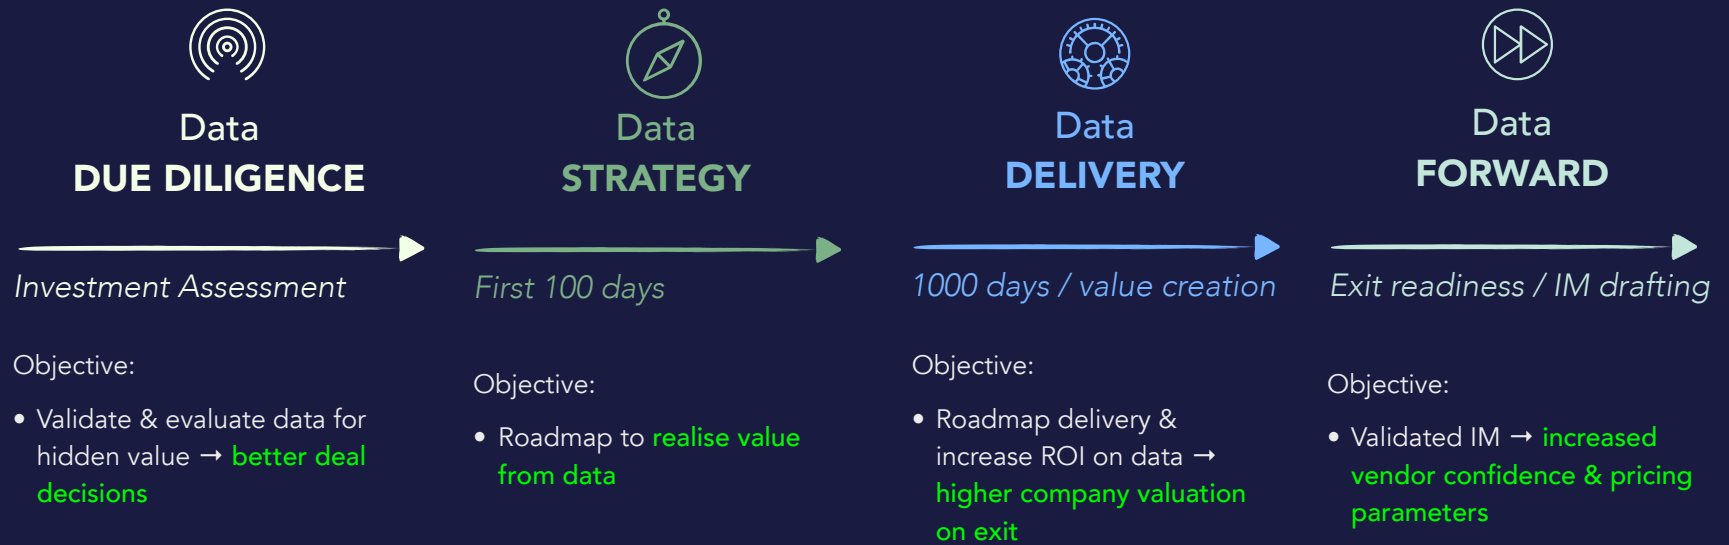 Data
DUE DILIGENCE
Investment Assessment
Objective:
• Validate & evaluate data for
hidden value → better deal
decisions
Data
STRATEGY
First 100 days
Objective:
• Roadmap to realise value
from data
Data
DELIVERY
1000 days / value creation
Objective:
• Roadmap delivery &
increase ROI on data →
higher company valuation
on exit
Data
FORWARD
Exit readiness / IM drafting
Objective:
• Validated IM → increased
vendor confidence & pricing
parameters